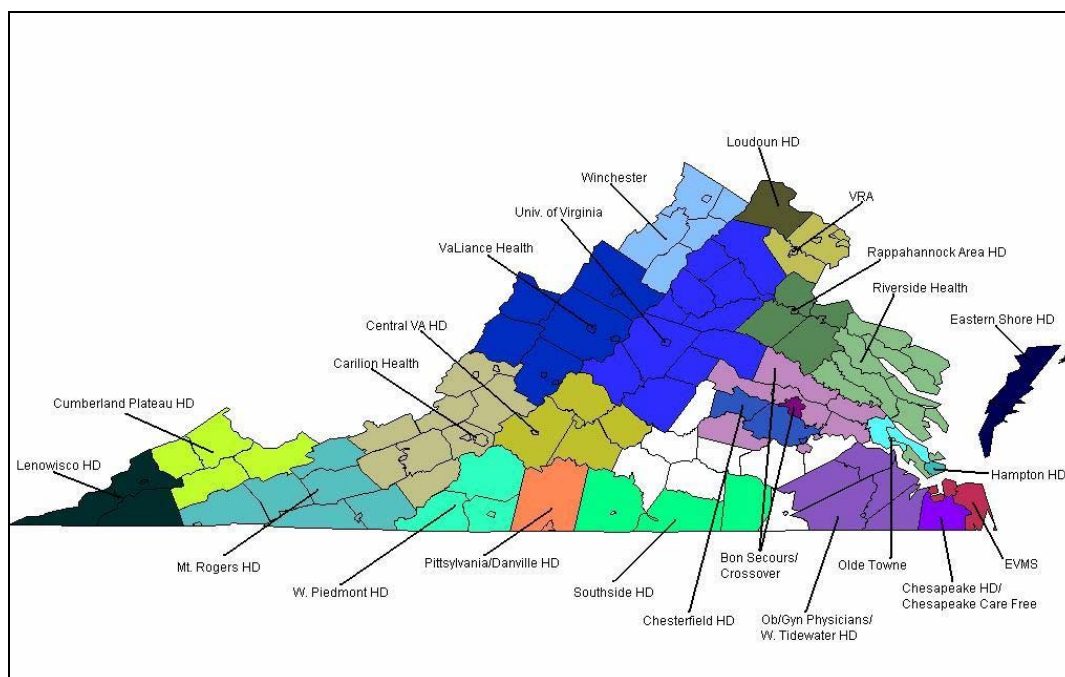 Loudoun HD
Winchester
VRA
Univ. of Virginia
VaLiance Health
Rappahannock Area HD
Riverside Health
Central VA HD
Eastern Shore HD
Carilion Health
Cumberland Plateau HD
Lenowisco HD
Hampton HD
Mt. Rogers HD
Pittsylvania/Danville HD
Bon Secours/
Crossover
Olde Towne
EVMS
W. Piedmont HD
Southside HD
Chesapeake HD/
Chesapeake Care Free
Chesterfield HD
Ob/Gyn Physicians/
W. Tidewater HD